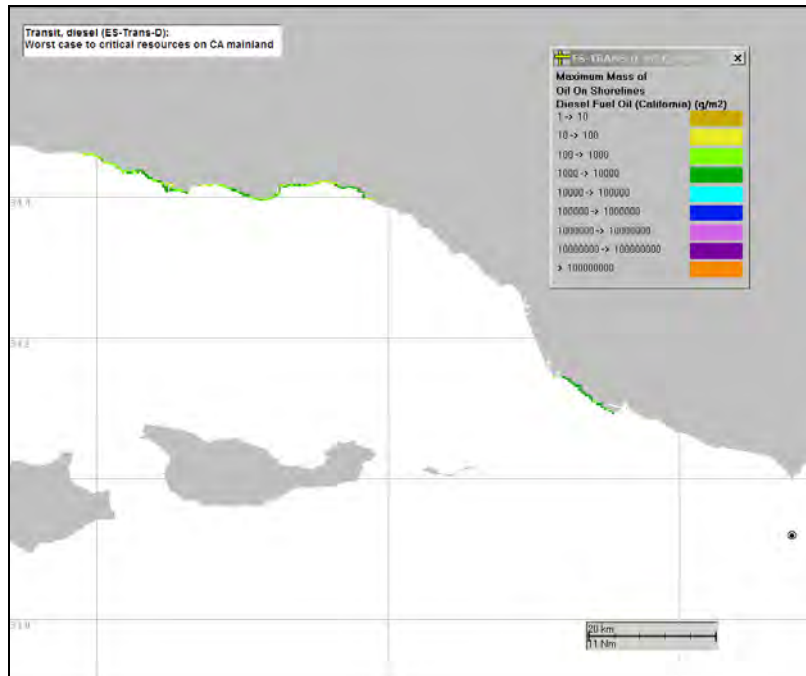 Transit, diesel (ES-Trans-D):
Worst case to critical resources on CA mainland
Maximum Mass of
Oil On Shorelines
Diesel Fuel Oil (California) (g/m2)
1 -> 10
10 -> 100
100 -> 1000
1000 -> 10000
10000 -> 100000
100000 -> 1000000
1000000 -> 10000000
10000000 -> 100000000
> 100000000
20 km
11 Nm